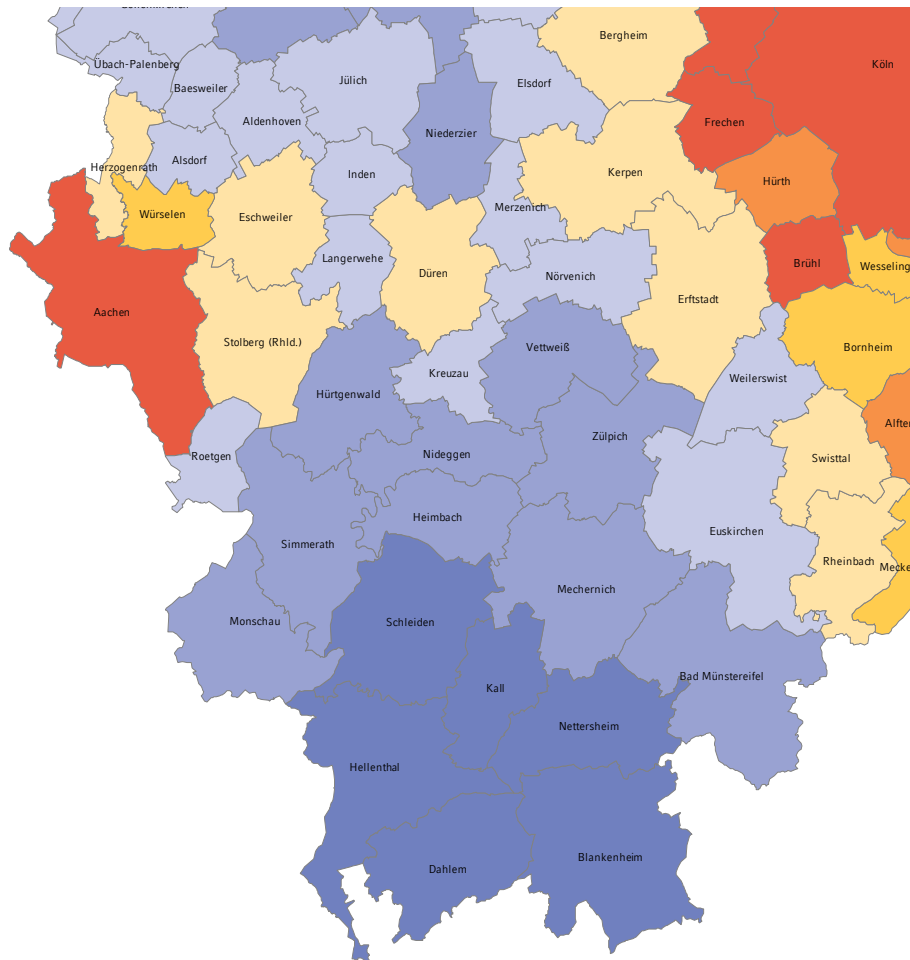 Bergheim
Köln
Übach-Palenberg
Jülich
Elsdorf
Baesweiler
Aldenhoven
Niederzier
Frechen
Herzogenrath
Alsdorf
Inden
Kerpen
Hürth
Würselen
Eschweiler
Merzenich
Langerwehe
Düren
Nörvenich
Brühl
Wesseling
Aachen
Erftstadt
Stolberg (Rhld.)
Vettweiß
Bornheim
Kreuzau
Weilerswist
Hürtgenwald
Alfter
Zülpich
Roetgen
Nideggen
Swisttal
Heimbach
Euskirchen
Simmerath
Rheinbach
Mecke
Mechernich
Monschau
Schleiden
Bad Münstereifel
Kall
Nettersheim
Hellenthal
Blankenheim
Dahlem